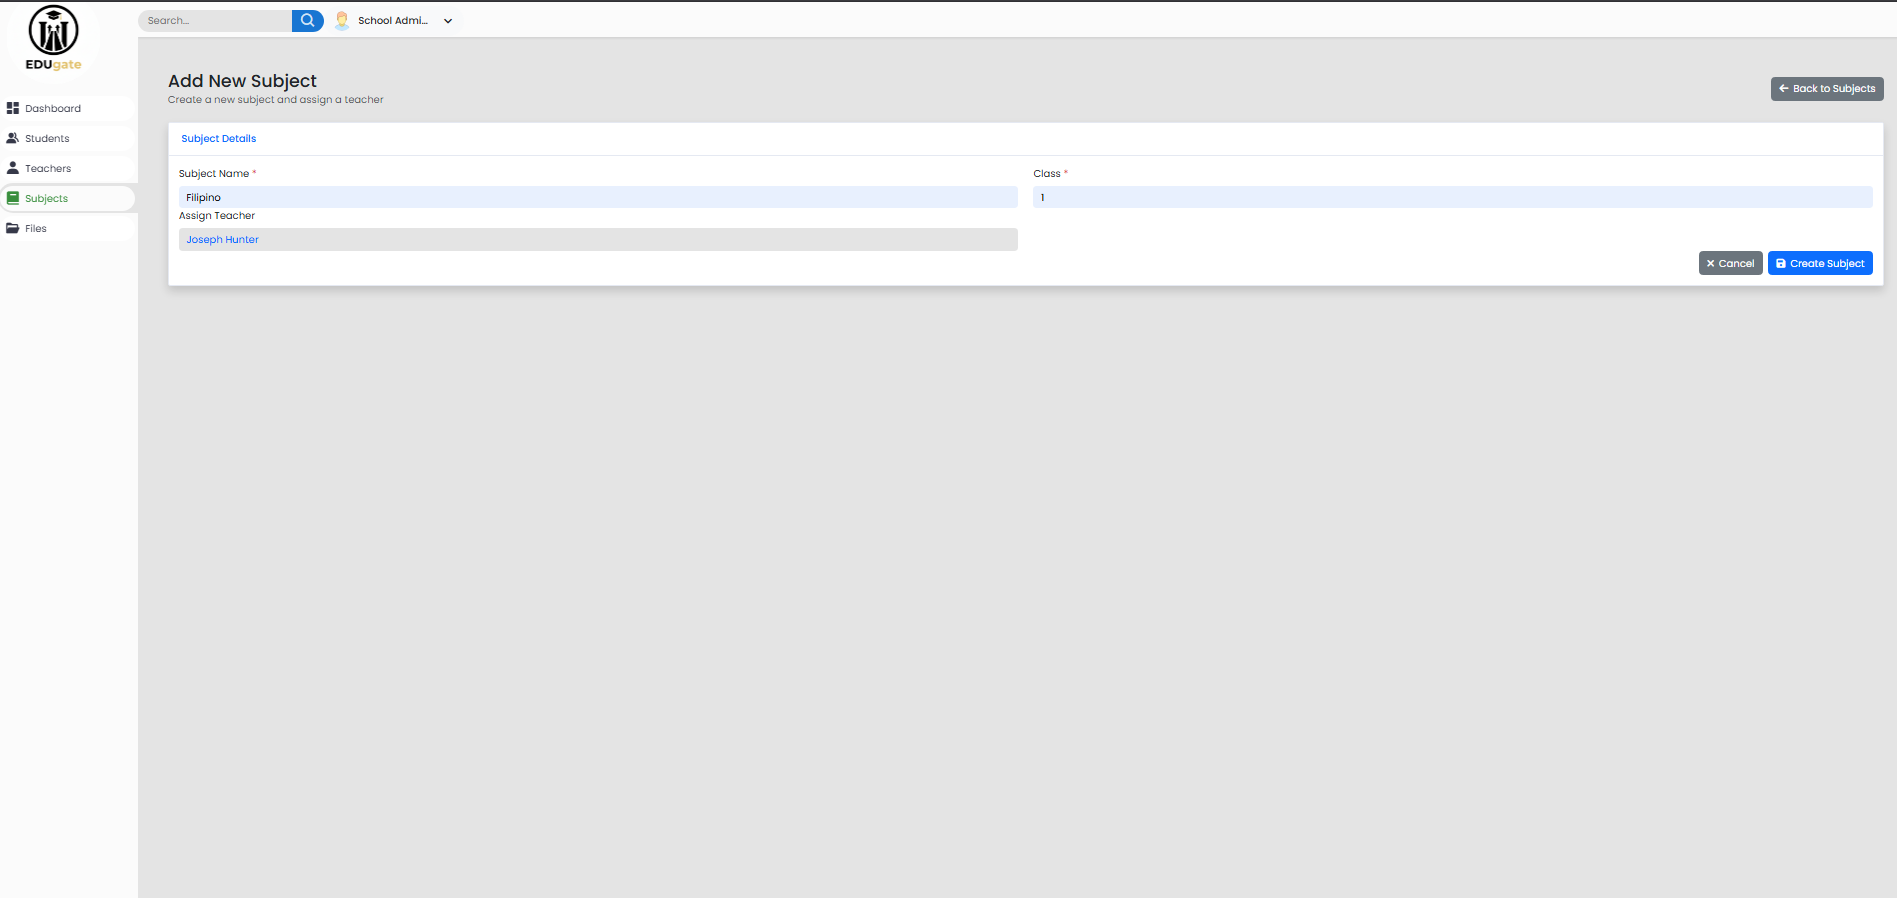 Search...
School Admi...
EDUgate
Dashboard
Students
Teachers
Subjects
Files
Add New Subject
Create a new subject and assign a teacher
Back to Subjects
Subject Details
Subject Name *
Class *
Filipino
1
Assign Teacher
Joseph Hunter
Cancel
Create Subject